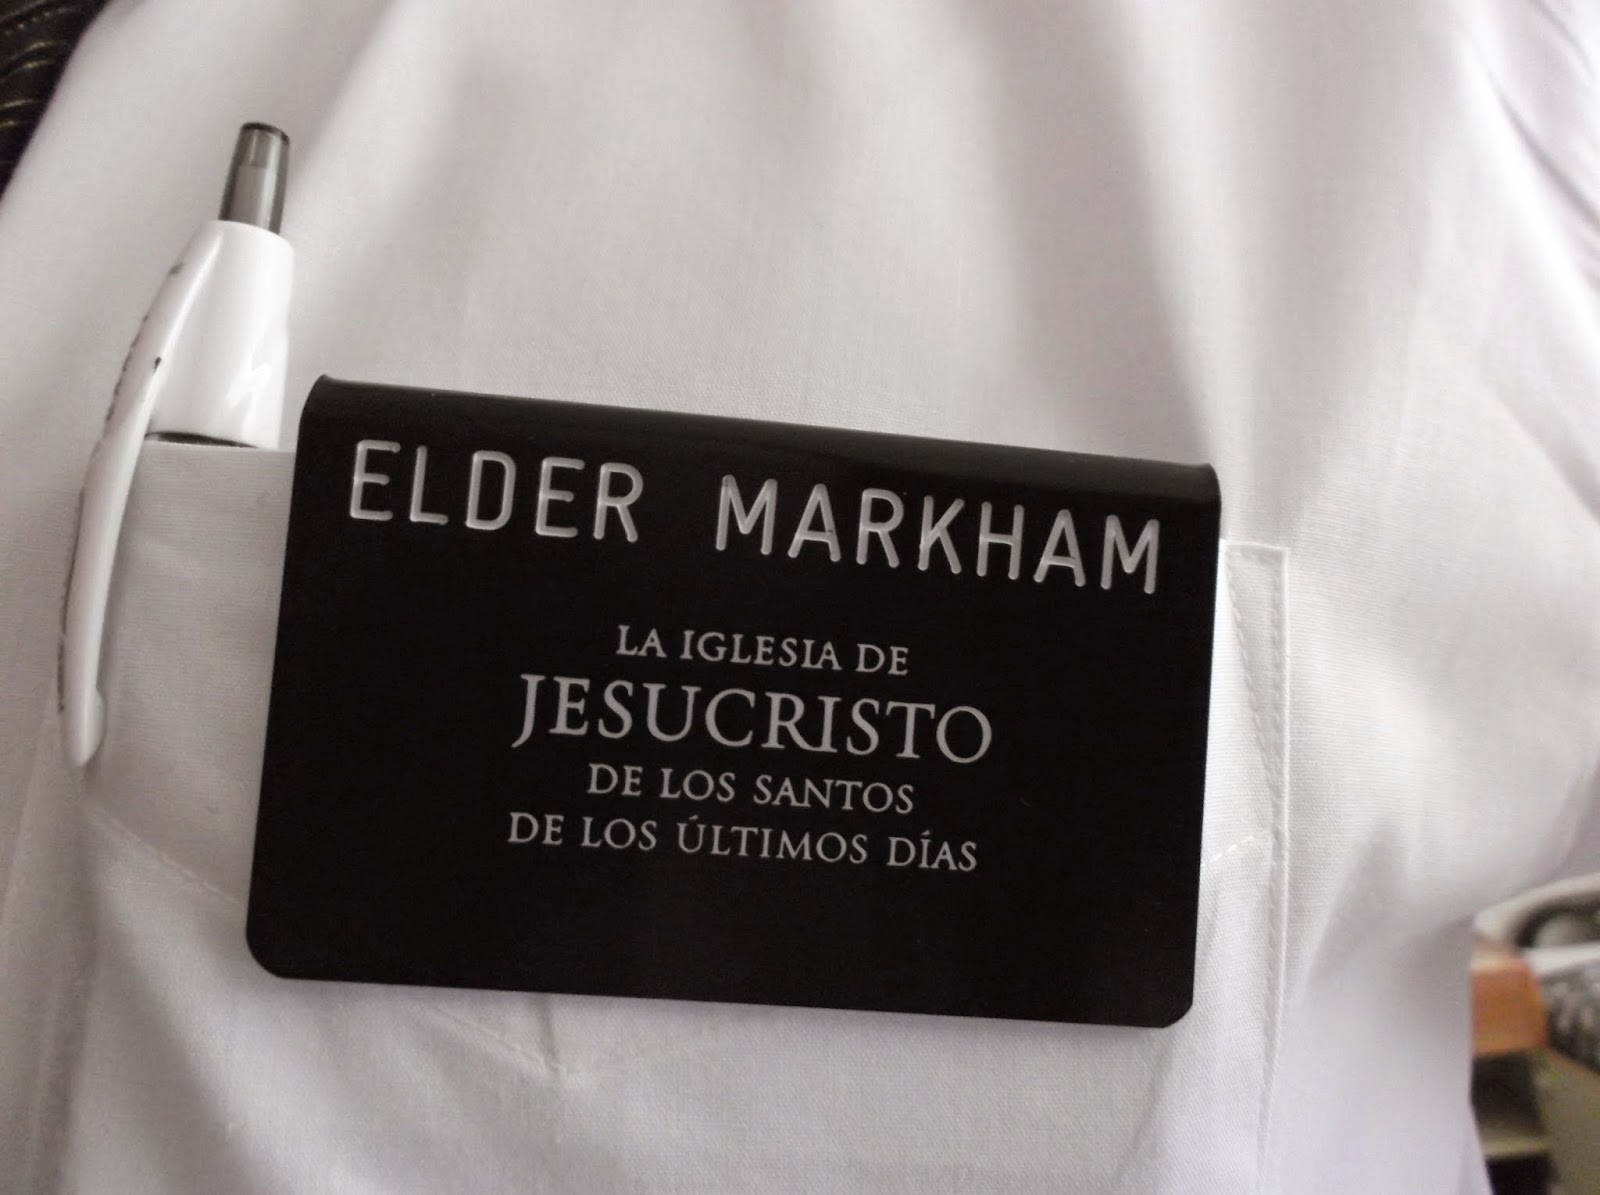 ELDER MARKHAM
LA IGLESIA DE
JESUCRISTO
DE LOS SANTOS
DE LOS ÚLTIMOS DÍAS